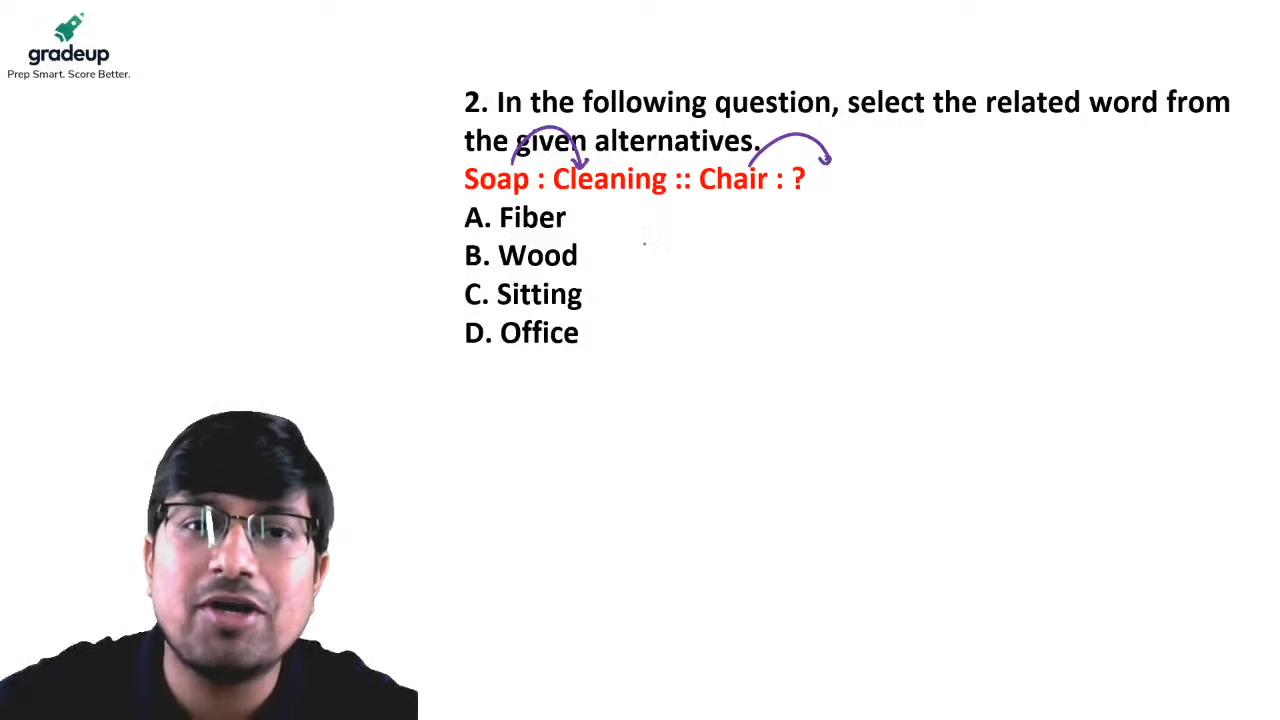 gradeup
Prep Smart. Score Better.
2. In the following question, select the related word from
the given alternatives.
Soap : Cleaning :: Chair : ?
A. Fiber
B. Wood
C. Sitting
D. Office